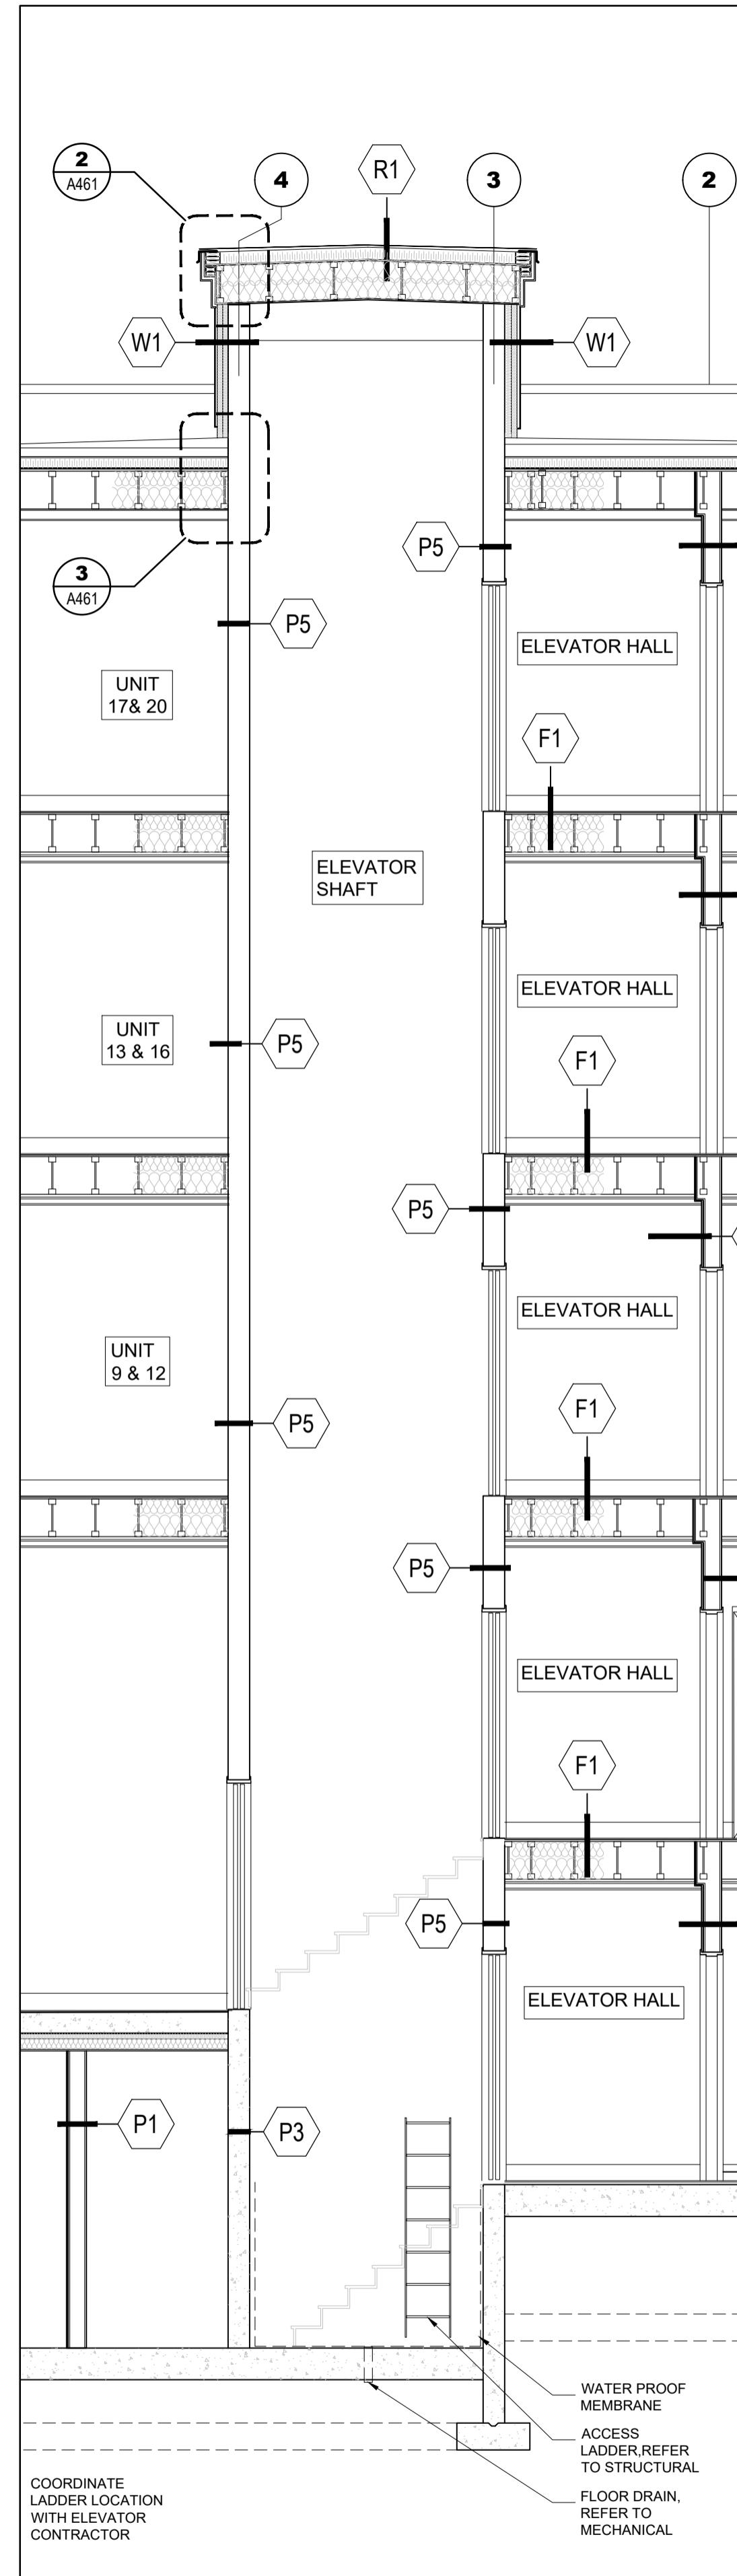 2
A461
4
R1
3
2
W1
W1
3
A461
P5
P5
ELEVATOR HALL
UNIT
17& 20
F1
ELEVATOR
SHAFT
ELEVATOR HALL
UNIT
13 & 16
P5
F1
P5
ELEVATOR HALL
UNIT
9 & 12
F1
P5
P5
ELEVATOR HALL
F1
P5
ELEVATOR HALL
P1
P3
WATER PROOF
MEMBRANE
ACCESS
LADDER,REFER
TO STRUCTURAL
FLOOR DRAIN,
REFER TO
MECHANICAL
COORDINATE
LADDER LOCATION
WITH ELEVATOR
CONTRACTOR